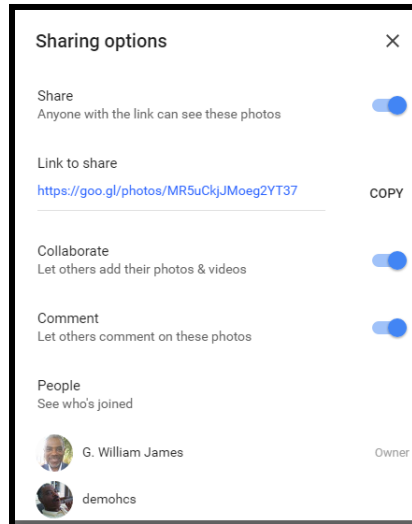 Sharing options
Share
Anyone with the link can see these photos
Link to share
https://goo.gl/photos/MR5uCkjJMoeg2YT37
COPY
Collaborate
Let others add their photos & videos
Comment
Let others comment on these photos
People
See who's joined
G. William James
Owner
demohcs